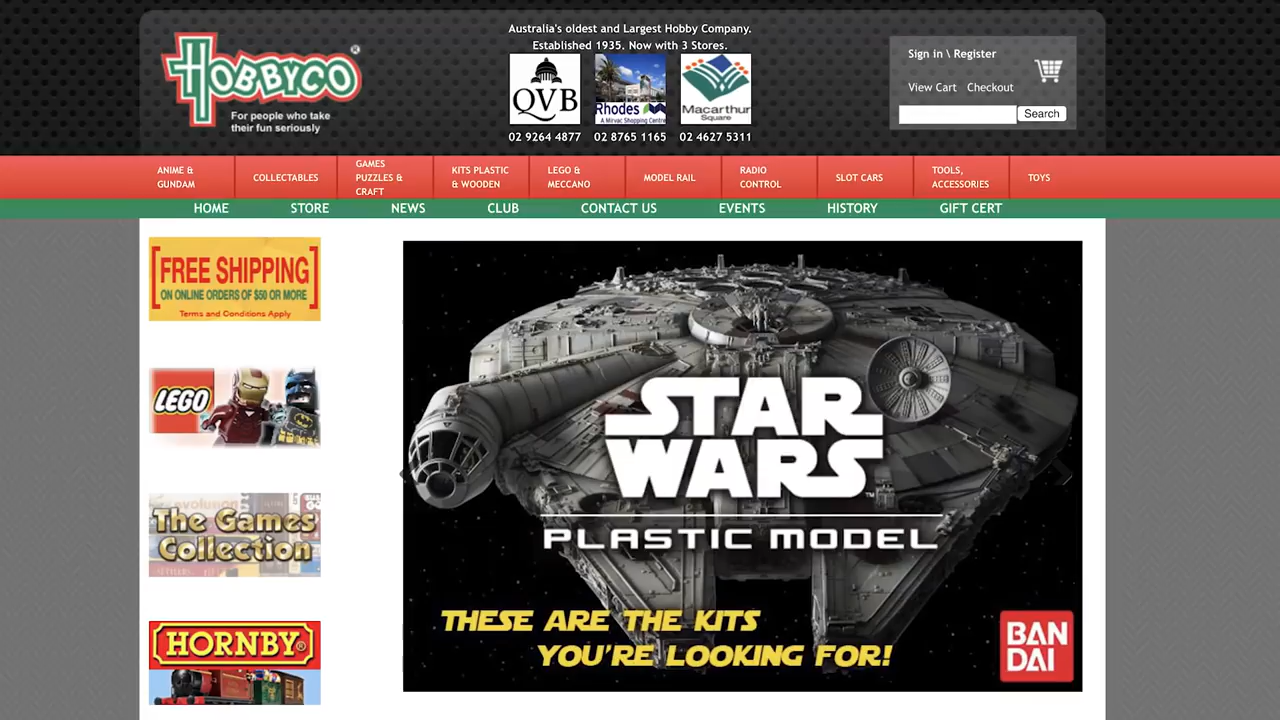 HOBBYCO®
For people who take
their fun seriously
Australia's oldest and Largest Hobby Company.
Established 1935. Now with 3 Stores.
QVB
Rhodes
A Mirvac Shopping Centre
Macarthur
Square
02 9264 4877
02 8765 1165
02 4627 5311
Sign in \ Register
View Cart Checkout
Search
ANIME &
GUNDAM
COLLECTABLES
GAMES
PUZZLES &
CRAFT
KITS PLASTIC
& WOODEN
LEGO &
MECCANO
MODEL RAIL
RADIO
CONTROL
SLOT CARS
TOOLS,
ACCESSORIES
TOYS
HOME STORE NEWS CLUB CONTACT US EVENTS HISTORY GIFT CERT
[FREE SHIPPING]
ON ONLINE ORDERS OF $50 OR MORE
Terms and Conditions Apply
LEGO
The Games
Collection
HORNBY®
STAR
WARS™
PLASTIC MODEL
THESE ARE THE KITS
YOU'RE LOOKING FOR!
BAN
DAI